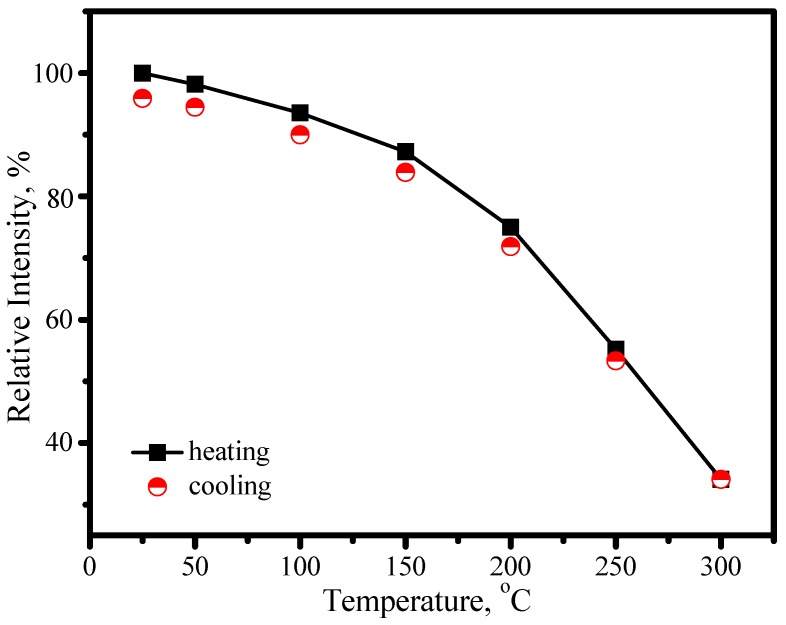 100
80
60
40
Relative Intensity, %
heating
cooling
0 50 100 150 200 250 300
Temperature, °C